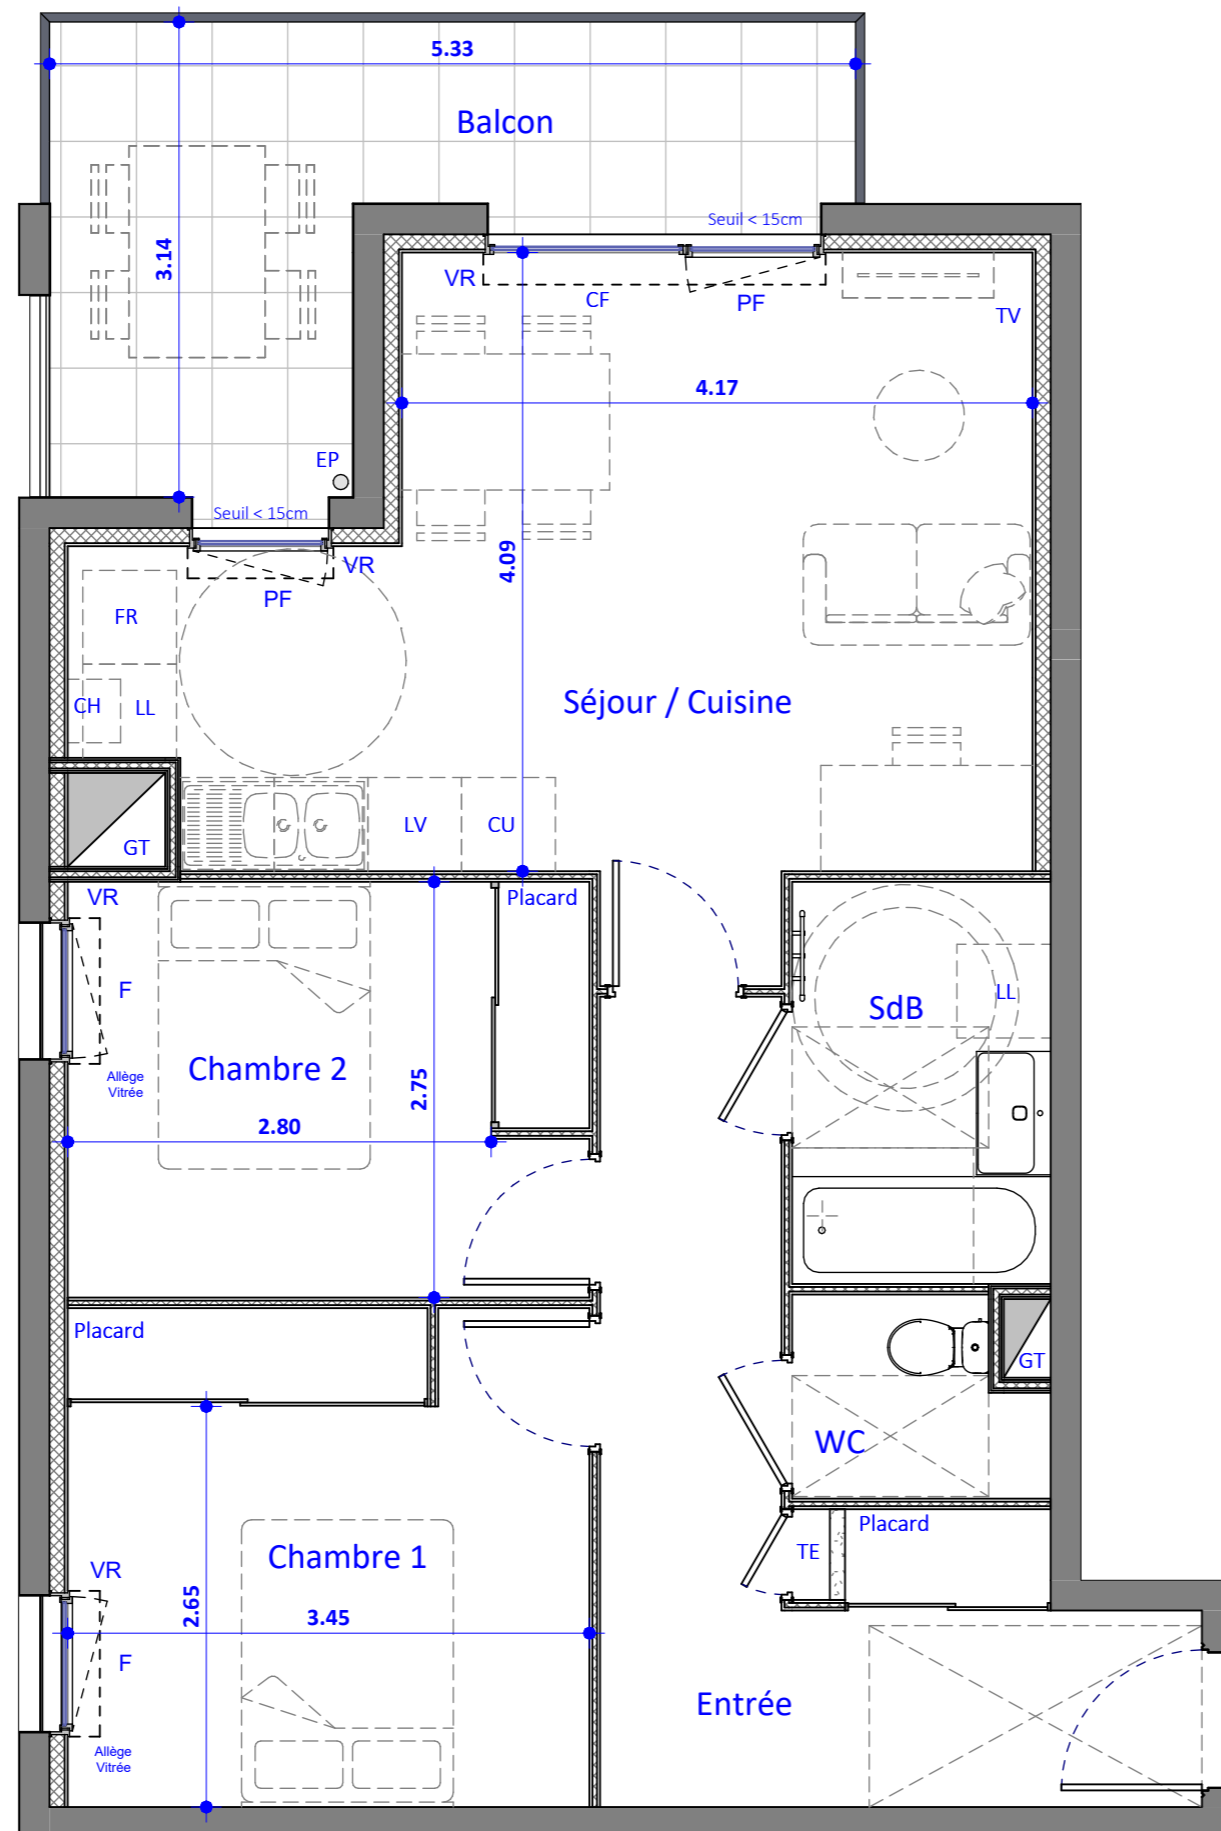 5.33
Balcon
Seuil < 15cm
3.14
VR
CF
PF
TV
4.17
EP
Seuil < 15cm
VR
PF
4.09
FR
CH
LL
Séjour / Cuisine
GT
LV
CU
VR
Placard
F
SdB
LL
Allège
Vitrée
Chambre 2
2.75
2.80
Placard
GT
WC
Placard
TE
Chambre 1
VR
2.65
3.45
F
Entrée
Allège
Vitrée